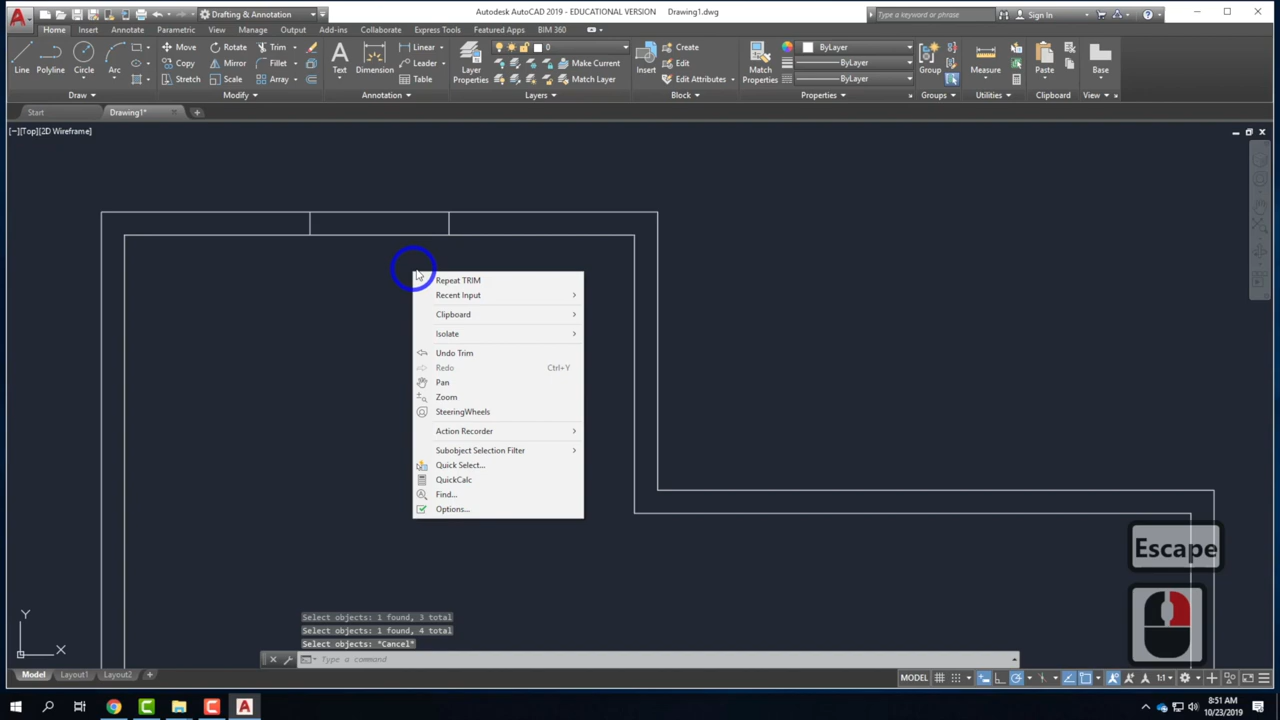 Drafting & Annotation
Autodesk AutoCAD 2019 - EDUCATIONAL VERSION Drawing1.dwg
Type a keyword or phrase
Sign In
Home Insert Annotate Parametric View Manage Output Add-ins Collaborate Express Tools Featured Apps BIM 360
Line Polyline Circle Arc
Move Rotate Trim
Copy Mirror Fillet
Stretch Scale Array
Text Dimension
Linear
Leader
Table
Layer Properties
0
Make Current
Match Layer
Insert
Create
Edit
Edit Attributes
Match Properties
ByLayer
ByLayer
ByLayer
Group
Measure
Paste
Base
Draw Modify Annotation Layers Block Properties Groups Utilities Clipboard View
Start Drawing1*
[−][Top][2D Wireframe]
Repeat TRIM
Recent Input
Clipboard
Isolate
Undo Trim
Redo Ctrl+Y
Pan
Zoom
SteeringWheels
Action Recorder
Subobject Selection Filter
Quick Select...
QuickCalc
Find...
Options...
Escape
Y
X
Select objects: 1 found, 3 total
Select objects: 1 found, 4 total
Select objects: *Cancel*
Type a command
Model Layout1 Layout2
MODEL
1:1
8:51 AM
10/23/2019